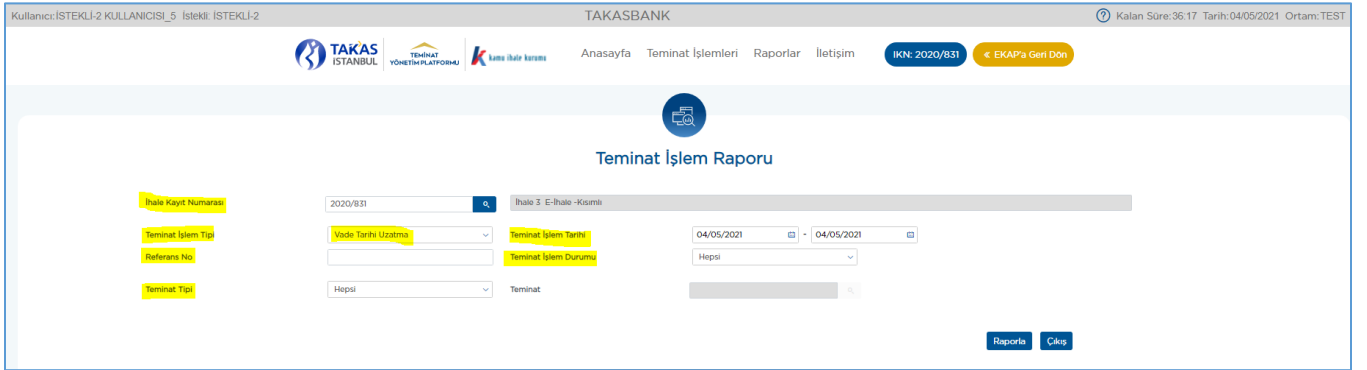 Kullanıcı:İSTEKLİ-2 KULLANICISI_5 İstekli: İSTEKLİ-2 TAKASBANK Kalan Süre:36:17 Tarih:04/05/2021 Ortam:TEST
TAKAS İSTANBUL TEMİNAT YÖNETİM PLATFORMU kamu ihale kurumu Anasayfa Teminat İşlemleri Raporlar İletişim IKN: 2020/831 « EKAP'a Geri Dön
Teminat İşlem Raporu
İhale Kayıt Numarası 2020/831 İhale 3 E-İhale -Kısımlı
Teminat İşlem Tipi Vade Tarihi Uzatma Teminat İşlem Tarihi 04/05/2021 - 04/05/2021
Referans No Teminat İşlem Durumu Hepsi
Teminat Tipi Hepsi Teminat
Raporla Çıkış